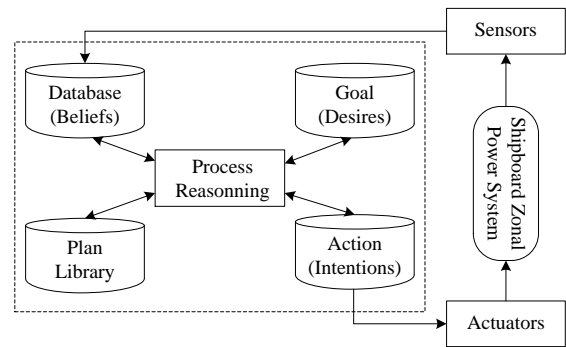 Sensors
Database
(Beliefs)
Goal
(Desires)
Process
Reasonning
Shipboard Zonal
Power System
Plan
Library
Action
(Intentions)
Actuators